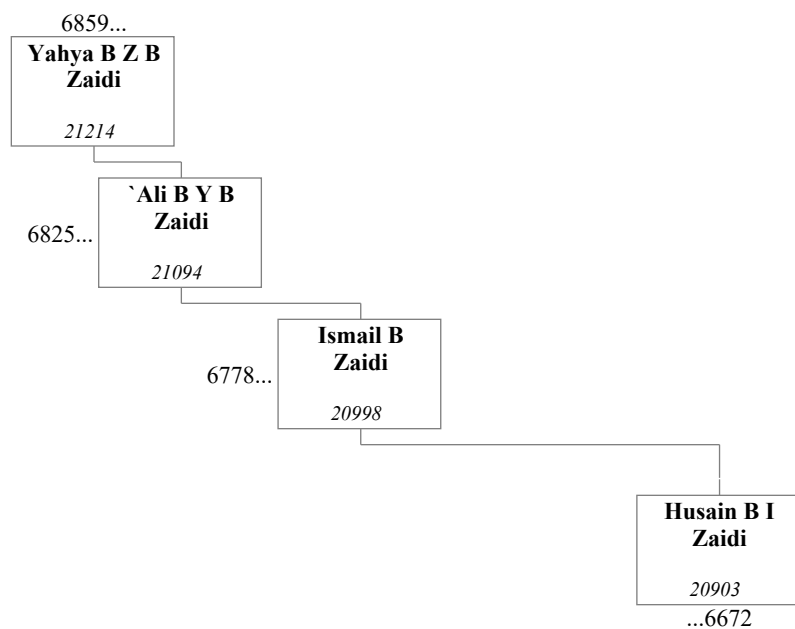 6859...
Yahya B Z B
Zaidi
21214
`Ali B Y B
Zaidi
6825...
21094
Ismail B
Zaidi
6778...
20998
Husain B I
Zaidi
20903
...6672